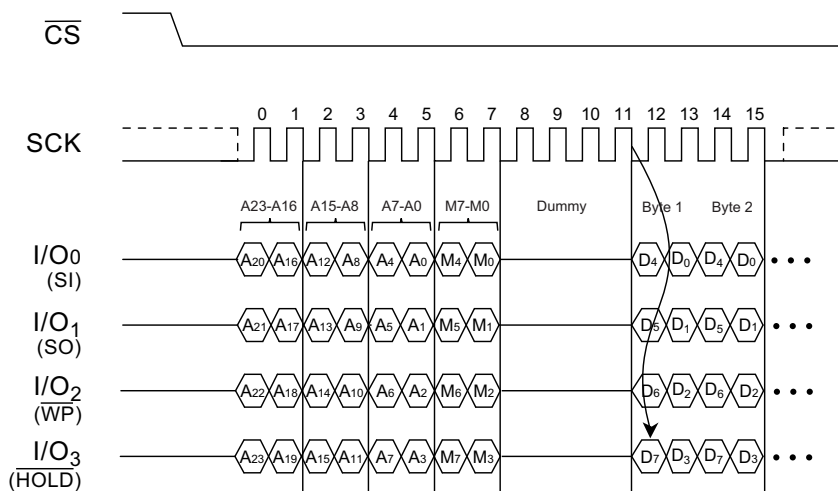 CS
0 1 2 3 4 5 6 7 8 9 10 11 12 13 14 15
SCK
A23-A16 A15-A8 A7-A0 M7-M0 Dummy Byte 1 Byte 2
I/O0 A20 A16 A12 A8 A4 A0 M4 M0 D4 D0 D4 D0
(SI)
I/O1 A21 A17 A13 A9 A5 A1 M5 M1 D5 D1 D5 D1
(SO)
I/O2 A22 A18 A14 A10 A6 A2 M6 M2 D6 D2 D6 D2
(WP)
I/O3 A23 A19 A15 A11 A7 A3 M7 M3 D7 D3 D7 D3
(HOLD)